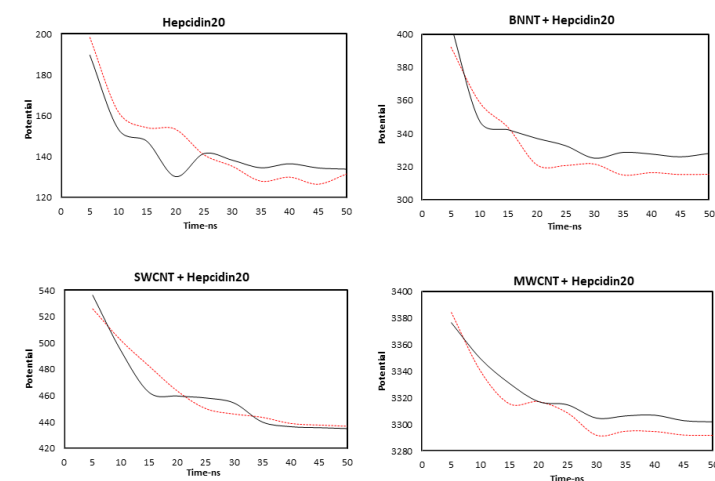 Hepcidin20
200
180
160
140
120
Potential
0 5 10 15 20 25 30 35 40 45 50
Time-ns
BNNT + Hepcidin20
400
380
360
340
320
300
Potential
0 5 10 15 20 25 30 35 40 45 50
Time-ns
SWCNT + Hepcidin20
540
520
500
480
460
440
420
Potential
0 5 10 15 20 25 30 35 40 45 50
Time-ns
MWCNT + Hepcidin20
3400
3380
3360
3340
3320
3300
3280
Potential
0 5 10 15 20 25 30 35 40 45 50
Time-ns